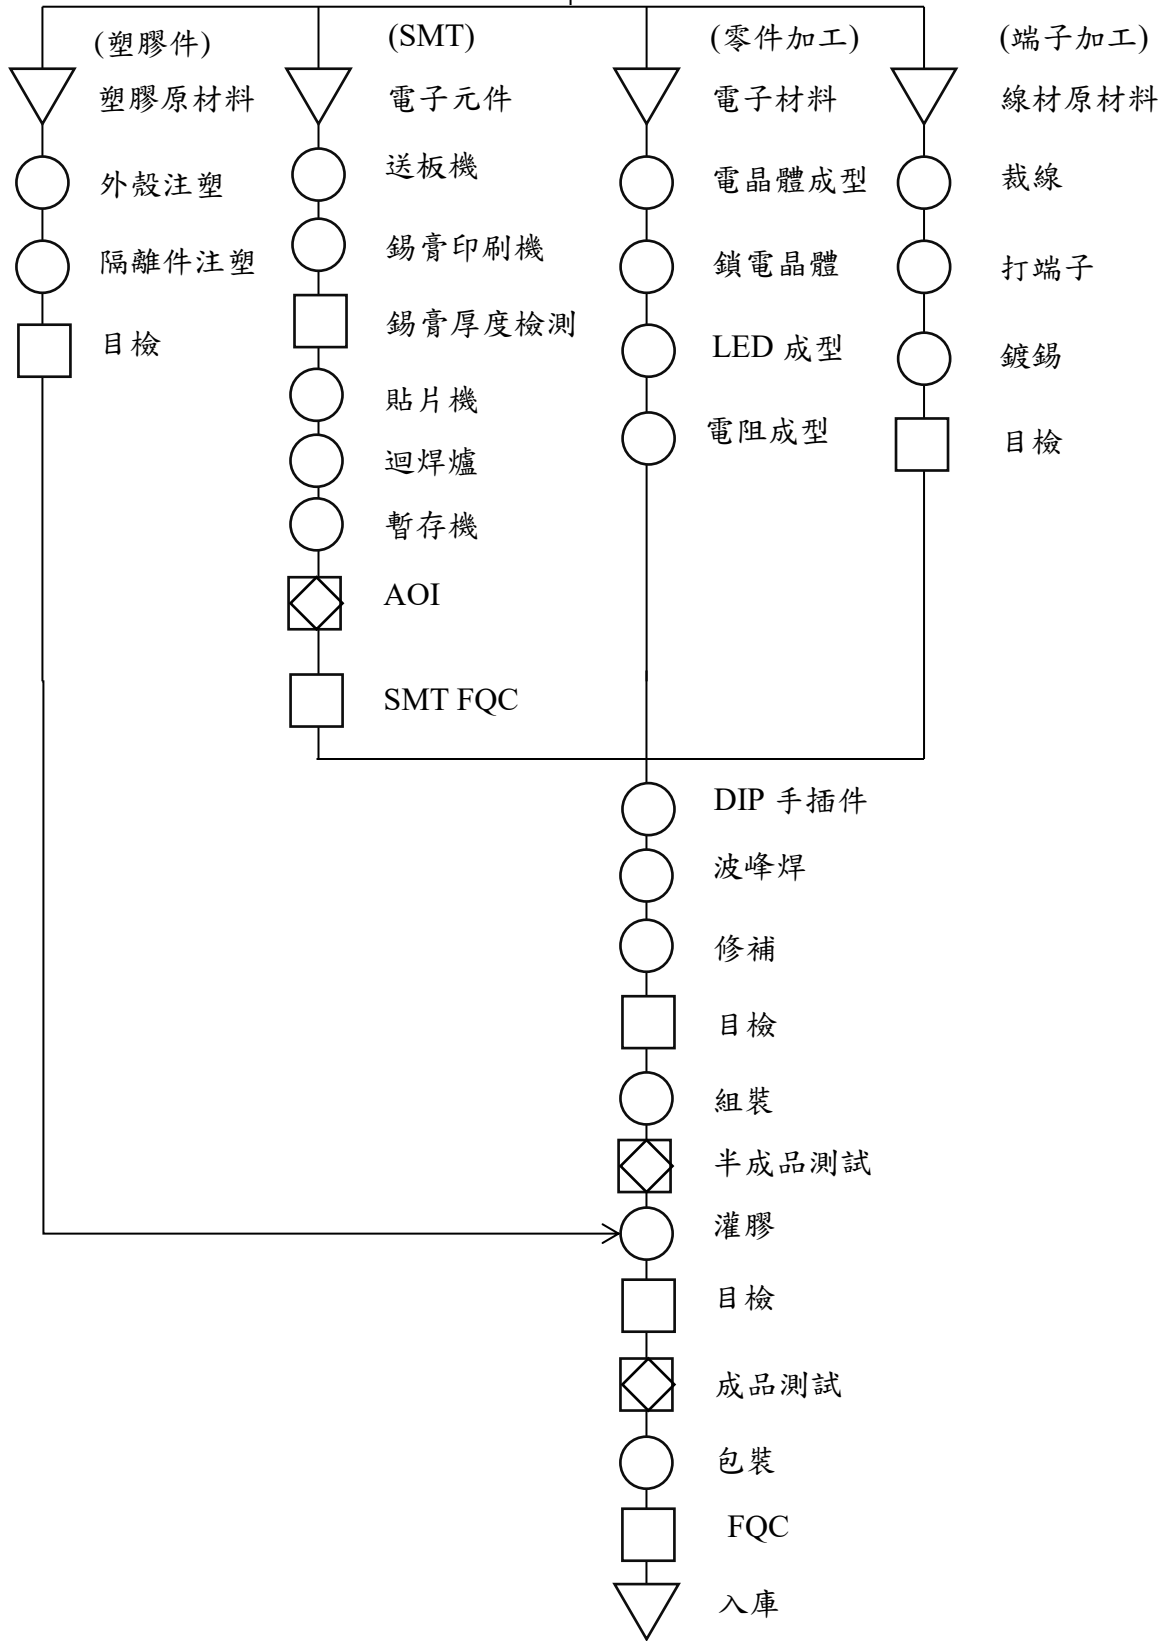 (塑膠件)
塑膠原材料
外殼注塑
隔離件注塑
目檢
(SMT)
電子元件
送板機
錫膏印刷機
錫膏厚度檢測
貼片機
迴焊爐
暫存機
AOI
SMT FQC
(零件加工)
電子材料
電晶體成型
鎖電晶體
LED 成型
電阻成型
(端子加工)
線材原材料
裁線
打端子
鍍錫
目檢
DIP 手插件
波峰焊
修補
目檢
組裝
半成品測試
灌膠
目檢
成品測試
包裝
FQC
入庫